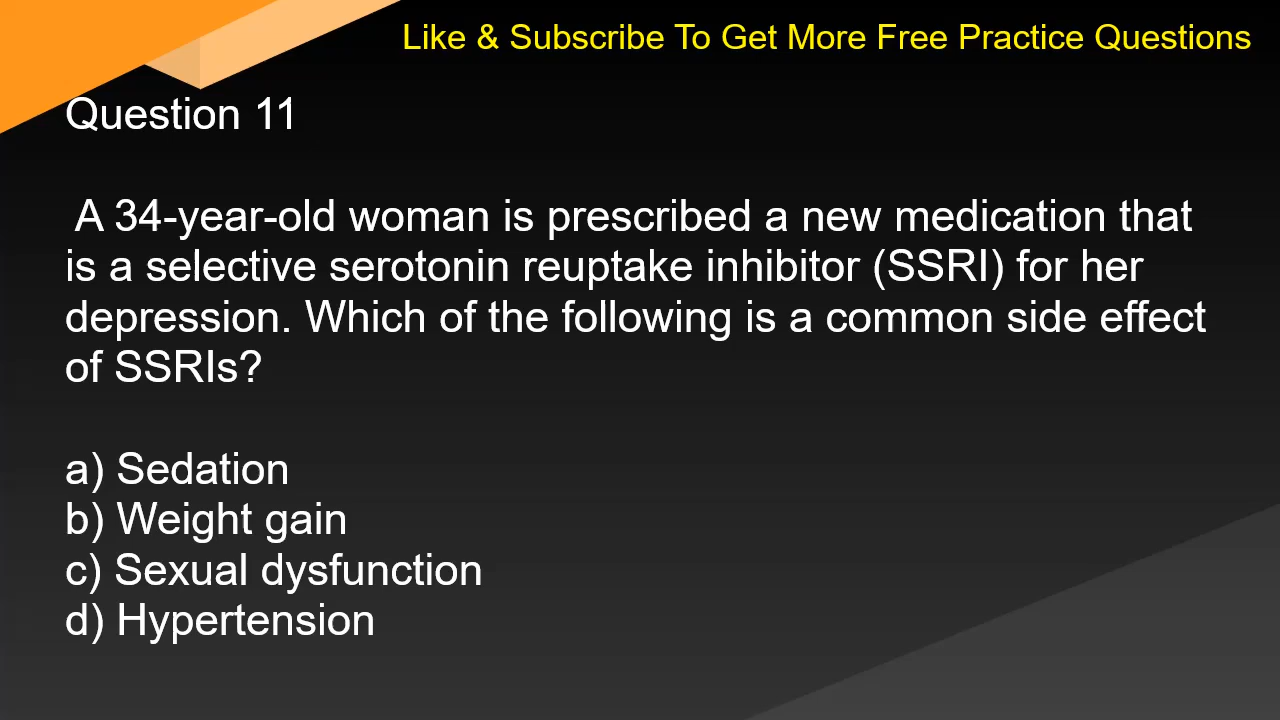 Like & Subscribe To Get More Free Practice Questions
Question 11
A 34-year-old woman is prescribed a new medication that
is a selective serotonin reuptake inhibitor (SSRI) for her
depression. Which of the following is a common side effect
of SSRIs?
a) Sedation
b) Weight gain
c) Sexual dysfunction
d) Hypertension